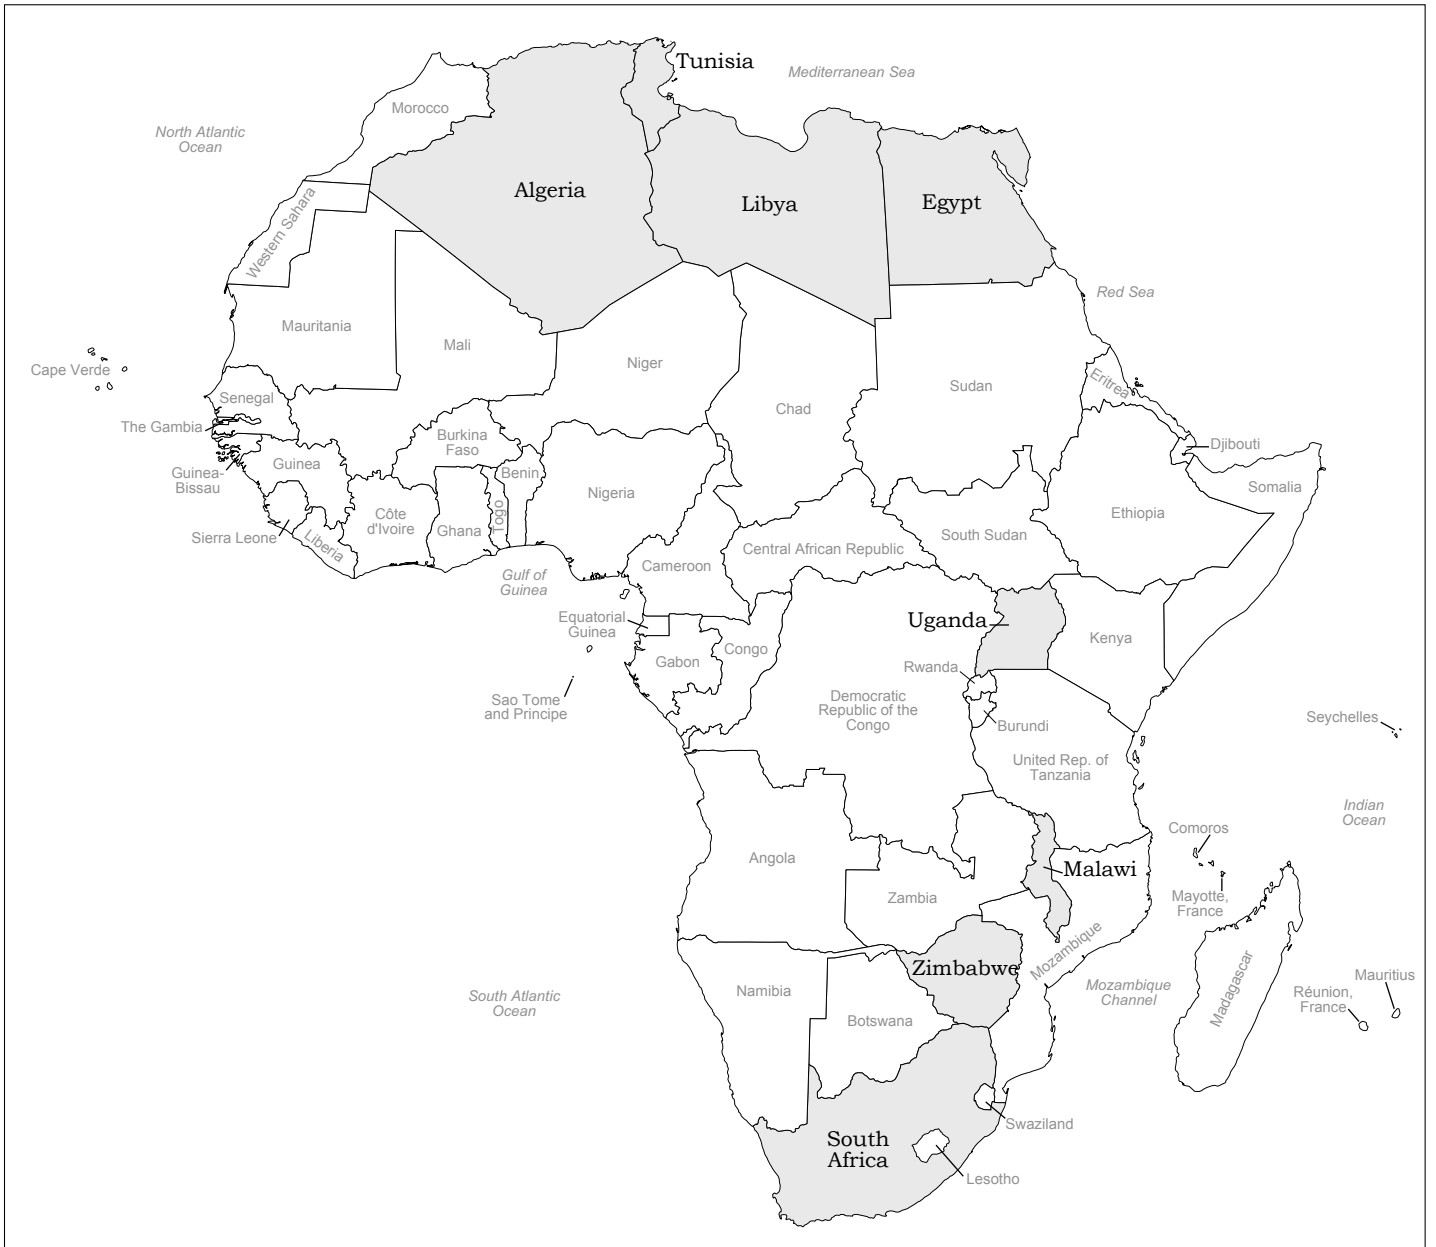 Tunisia
Mediterranean Sea
Morocco
North Atlantic
Ocean
Algeria
Libya
Egypt
Western Sahara
Red Sea
Mauritania
Mali
Niger
Chad
Sudan
Eritrea
Cape Verde
Senegal
The Gambia
Guinea-
Bissau
Guinea
Burkina
Faso
Benin
Togo
Nigeria
Djibouti
Somalia
Ethiopia
Sierra Leone
Liberia
Côte
d'Ivoire
Ghana
Gulf of
Guinea
Cameroon
Central African Republic
South Sudan
Equatorial
Guinea
Gabon
Congo
Uganda
Kenya
Rwanda
Sao Tome
and Principe
Democratic
Republic of the
Congo
Burundi
United Rep. of
Tanzania
Seychelles
Indian
Ocean
Comoros
Angola
Zambia
Malawi
Mayotte,
France
Mozambique
Zimbabwe
Namibia
Botswana
South Atlantic
Ocean
Mozambique
Channel
Madagascar
Mauritius
Réunion,
France
Swaziland
South
Africa
Lesotho